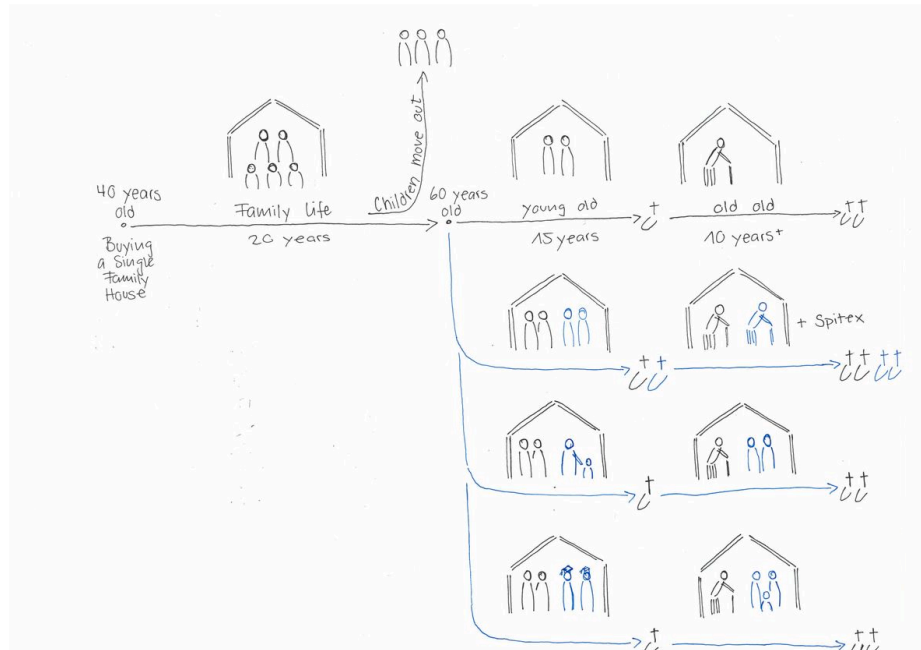 Children move out
40 years
old
Buying
a Single
Family
House
Family Life
20 years
60 years
old
young old
15 years
old old
10 years+
+ Spitex